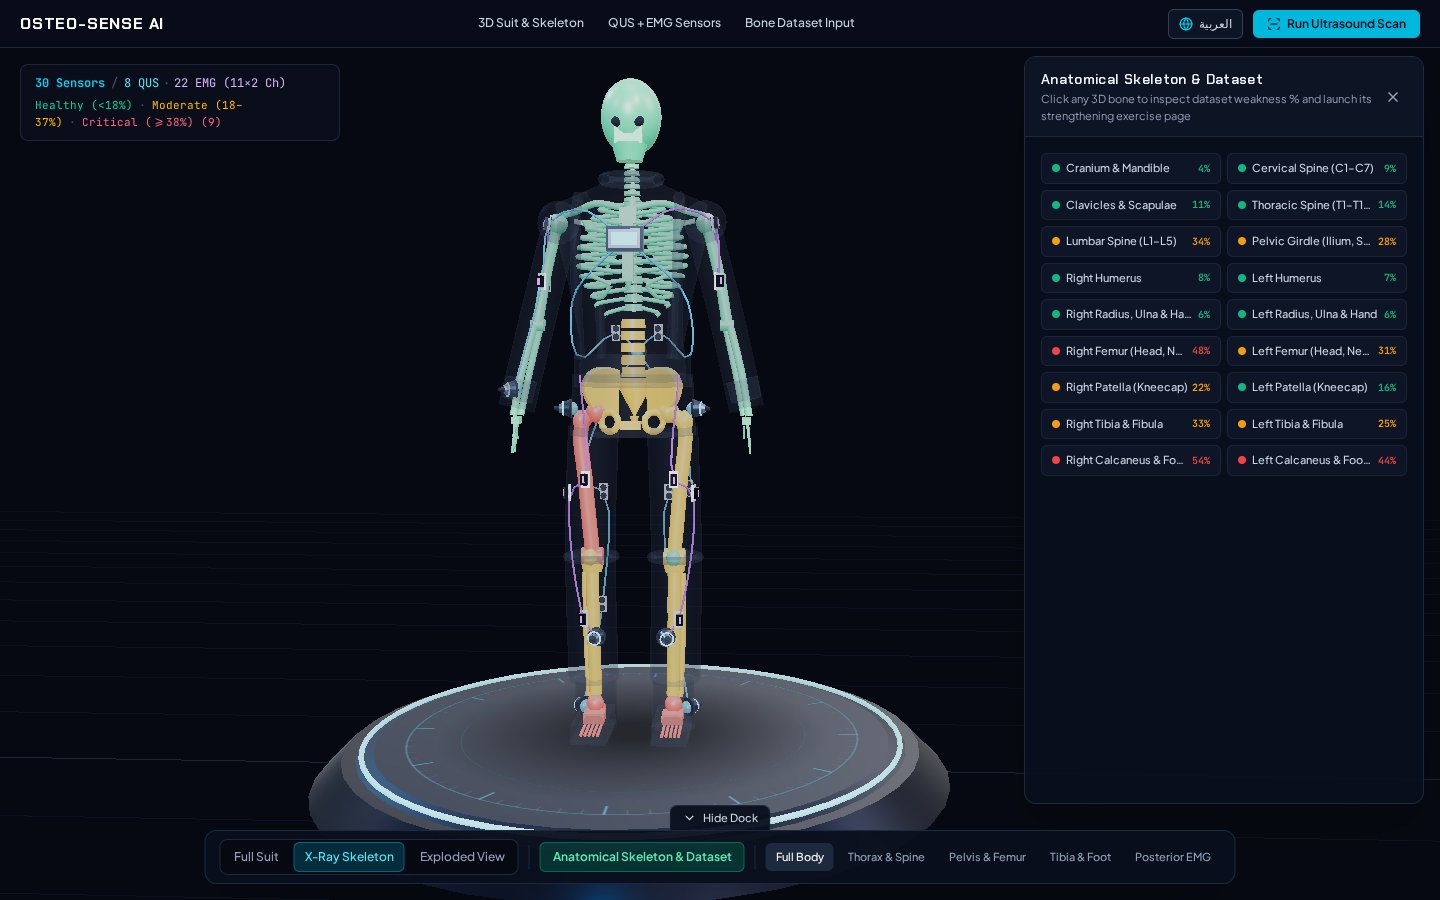 OSTEO-SENSE AI
3D Suit & Skeleton
QUS + EMG Sensors
Bone Dataset Input
العربية
Run Ultrasound Scan
30 Sensors / 8 QUS · 22 EMG (11×2 Ch)
Healthy (<18%) · Moderate (18–
37%) · Critical (≥38%) (9)
Anatomical Skeleton & Dataset
Click any 3D bone to inspect dataset weakness % and launch its
strengthening exercise page
Cranium & Mandible 4%
Cervical Spine (C1–C7) 9%
Clavicles & Scapulae 11%
Thoracic Spine (T1–T1... 14%
Lumbar Spine (L1–L5) 34%
Pelvic Girdle (Ilium, S... 28%
Right Humerus 8%
Left Humerus 7%
Right Radius, Ulna & Ha... 6%
Left Radius, Ulna & Hand 6%
Right Femur (Head, N... 48%
Left Femur (Head, Ne... 31%
Right Patella (Kneecap) 22%
Left Patella (Kneecap) 16%
Right Tibia & Fibula 33%
Left Tibia & Fibula 25%
Right Calcaneus & Fo... 54%
Left Calcaneus & Foo... 44%
Hide Dock
Full Suit
X-Ray Skeleton
Exploded View
Anatomical Skeleton & Dataset
Full Body
Thorax & Spine
Pelvis & Femur
Tibia & Foot
Posterior EMG